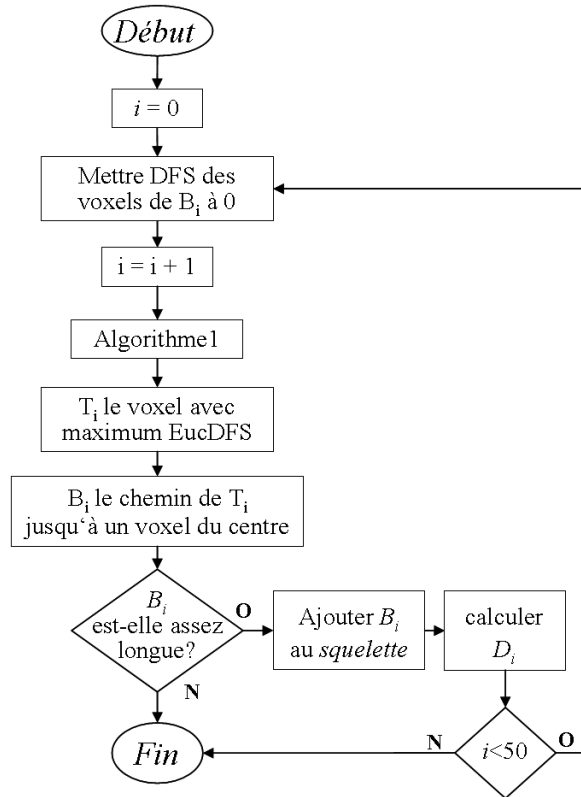 Début
i = 0
Mettre DFS des
voxels de Bi à 0
i = i + 1
Algorithme1
Ti le voxel avec
maximum EucDFS
Bi le chemin de Ti
jusqu‘à un voxel du centre
Bi
est-elle assez
longue?
O
N
Ajouter Bi
au squelette
calculer
Di
i<50
N
O
Fin